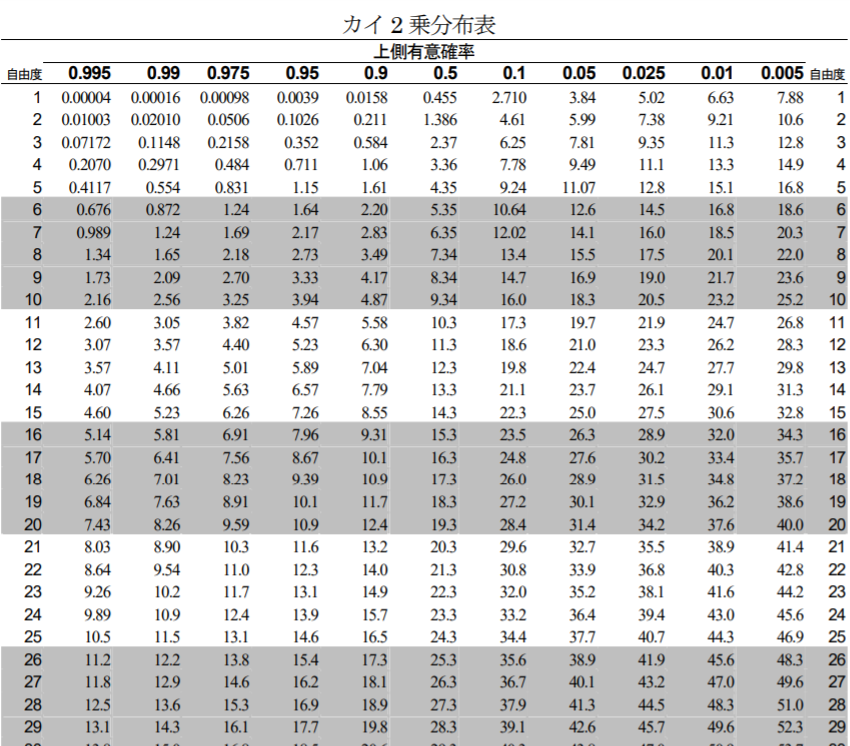 カイ2乗分布表
上側有意確率
自由度 0.995 0.99 0.975 0.95 0.9 0.5 0.1 0.05 0.025 0.01 0.005 自由度
1 0.00004 0.00016 0.00098 0.0039 0.0158 0.455 2.710 3.84 5.02 6.63 7.88 1
2 0.01003 0.02010 0.0506 0.1026 0.211 1.386 4.61 5.99 7.38 9.21 10.6 2
3 0.07172 0.1148 0.2158 0.352 0.584 2.37 6.25 7.81 9.35 11.3 12.8 3
4 0.2070 0.2971 0.484 0.711 1.06 3.36 7.78 9.49 11.1 13.3 14.9 4
5 0.4117 0.554 0.831 1.15 1.61 4.35 9.24 11.07 12.8 15.1 16.8 5
6 0.676 0.872 1.24 1.64 2.20 5.35 10.64 12.6 14.5 16.8 18.6 6
7 0.989 1.24 1.69 2.17 2.83 6.35 12.02 14.1 16.0 18.5 20.3 7
8 1.34 1.65 2.18 2.73 3.49 7.34 13.4 15.5 17.5 20.1 22.0 8
9 1.73 2.09 2.70 3.33 4.17 8.34 14.7 16.9 19.0 21.7 23.6 9
10 2.16 2.56 3.25 3.94 4.87 9.34 16.0 18.3 20.5 23.2 25.2 10
11 2.60 3.05 3.82 4.57 5.58 10.3 17.3 19.7 21.9 24.7 26.8 11
12 3.07 3.57 4.40 5.23 6.30 11.3 18.6 21.0 23.3 26.2 28.3 12
13 3.57 4.11 5.01 5.89 7.04 12.3 19.8 22.4 24.7 27.7 29.8 13
14 4.07 4.66 5.63 6.57 7.79 13.3 21.1 23.7 26.1 29.1 31.3 14
15 4.60 5.23 6.26 7.26 8.55 14.3 22.3 25.0 27.5 30.6 32.8 15
16 5.14 5.81 6.91 7.96 9.31 15.3 23.5 26.3 28.9 32.0 34.3 16
17 5.70 6.41 7.56 8.67 10.1 16.3 24.8 27.6 30.2 33.4 35.7 17
18 6.26 7.01 8.23 9.39 10.9 17.3 26.0 28.9 31.5 34.8 37.2 18
19 6.84 7.63 8.91 10.1 11.7 18.3 27.2 30.1 32.9 36.2 38.6 19
20 7.43 8.26 9.59 10.9 12.4 19.3 28.4 31.4 34.2 37.6 40.0 20
21 8.03 8.90 10.3 11.6 13.2 20.3 29.6 32.7 35.5 38.9 41.4 21
22 8.64 9.54 11.0 12.3 14.0 21.3 30.8 33.9 36.8 40.3 42.8 22
23 9.26 10.2 11.7 13.1 14.9 22.3 32.0 35.2 38.1 41.6 44.2 23
24 9.89 10.9 12.4 13.9 15.7 23.3 33.2 36.4 39.4 43.0 45.6 24
25 10.5 11.5 13.1 14.6 16.5 24.3 34.4 37.7 40.7 44.3 46.9 25
26 11.2 12.2 13.8 15.4 17.3 25.3 35.6 38.9 41.9 45.6 48.3 26
27 11.8 12.9 14.6 16.2 18.1 26.3 36.7 40.1 43.2 47.0 49.6 27
28 12.5 13.6 15.3 16.9 18.9 27.3 37.9 41.3 44.5 48.3 51.0 28
29 13.1 14.3 16.1 17.7 19.8 28.3 39.1 42.6 45.7 49.6 52.3 29